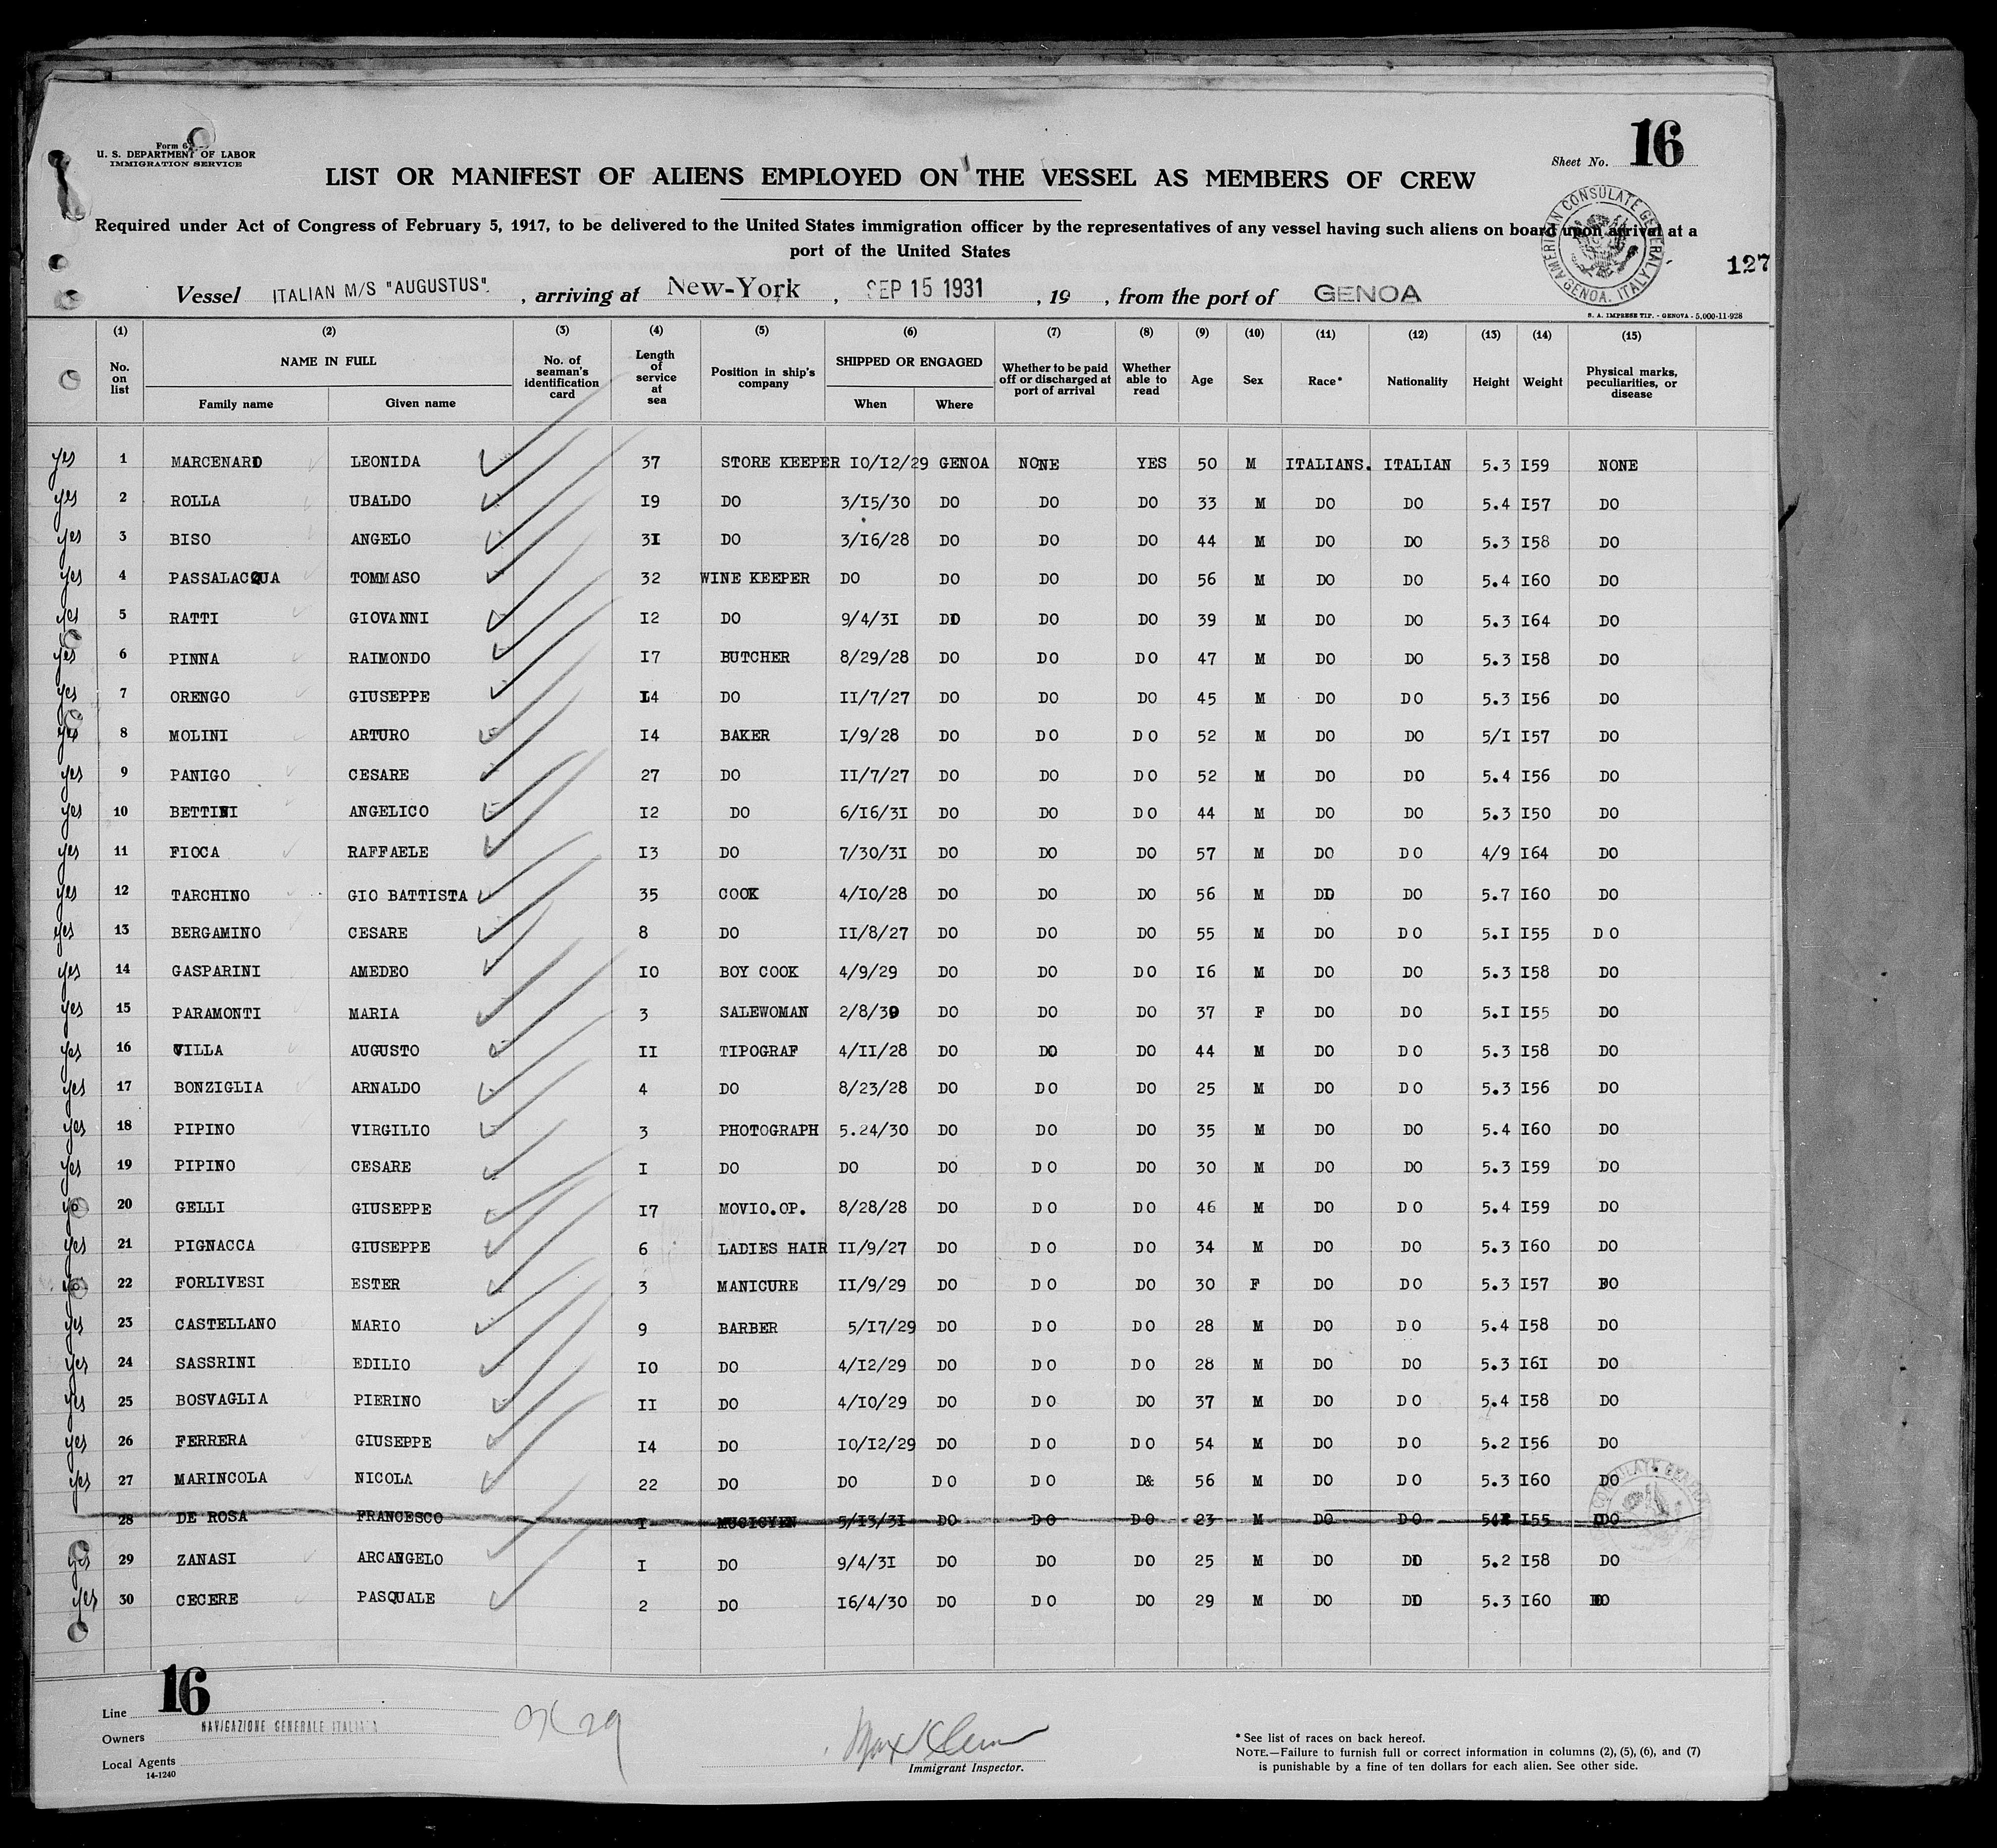 Form 6
U. S. DEPARTMENT OF LABOR
IMMIGRATION SERVICE
Sheet No. 16
LIST OR MANIFEST OF ALIENS EMPLOYED ON THE VESSEL AS MEMBERS OF CREW
Required under Act of Congress of February 5, 1917, to be delivered to the United States immigration officer by the representatives of any vessel having such aliens on board upon arrival at a
port of the United States
AMERICAN CONSULATE GENERAL GENOA, ITALY
127
Vessel ITALIAN M/S "AUGUSTUS". , arriving at New-York , SEP 15 1931 , 19 , from the port of GENOA
S. A. IMPRESE TIP. - GENOVA - 5.000-11-928
(1) (2) (3) (4) (5) (6) (7) (8) (9) (10) (11) (12) (13) (14) (15)
No. on list NAME IN FULL Family name Given name No. of seaman's identification card Length of service at sea Position in ship's company SHIPPED OR ENGAGED When Where Whether to be paid off or discharged at port of arrival Whether able to read Age Sex Race* Nationality Height Weight Physical marks, peculiarities, or disease
yes 1 MARCENARO LEONIDA 37 STORE KEEPER 10/12/29 GENOA NONE YES 50 M ITALIANS. ITALIAN 5.3 159 NONE
yes 2 ROLLA UBALDO 19 DO 3/15/30 DO DO DO 33 M DO DO 5.4 157 DO
yes 3 BISO ANGELO 31 DO 3/16/28 DO DO DO 44 M DO DO 5.3 158 DO
yes 4 PASSALACQUA TOMMASO 32 WINE KEEPER DO DO DO DO 56 M DO DO 5.4 160 DO
yes 5 RATTI GIOVANNI 12 DO 9/4/31 DO DO DO 39 M DO DO 5.3 164 DO
yes 6 PINNA RAIMONDO 17 BUTCHER 8/29/28 DO DO DO 47 M DO DO 5.3 158 DO
yes 7 ORENGO GIUSEPPE 14 DO 11/7/27 DO DO DO 45 M DO DO 5.3 156 DO
yes 8 MOLINI ARTURO 14 BAKER 1/9/28 DO DO DO 52 M DO DO 5/1 157 DO
yes 9 PANIGO CESARE 27 DO 11/7/27 DO DO DO 52 M DO DO 5.4 156 DO
yes 10 BETTINI ANGELICO 12 DO 6/16/31 DO DO DO 44 M DO DO 5.3 150 DO
yes 11 FIOCA RAFFAELE 13 DO 7/30/31 DO DO DO 57 M DO DO 4/9 164 DO
yes 12 TARCHINO GIO BATTISTA 35 COOK 4/10/28 DO DO DO 56 M DO DO 5.7 160 DO
yes 13 BERGAMINO CESARE 8 DO 11/8/27 DO DO DO 55 M DO DO 5.1 155 DO
yes 14 GASPARINI AMEDEO 10 BOY COOK 4/9/29 DO DO DO 16 M DO DO 5.3 158 DO
yes 15 PARAMONTI MARIA 3 SALEWOMAN 2/8/30 DO DO DO 37 F DO DO 5.1 155 DO
yes 16 VILLA AUGUSTO 11 TIPOGRAF 4/11/28 DO DO DO 44 M DO DO 5.3 158 DO
yes 17 BONZIGLIA ARNALDO 4 DO 8/23/28 DO DO DO 25 M DO DO 5.3 156 DO
yes 18 PIPINO VIRGILIO 3 PHOTOGRAPH 5.24/30 DO DO DO 35 M DO DO 5.4 160 DO
yes 19 PIPINO CESARE 1 DO DO DO DO DO 30 M DO DO 5.3 159 DO
yes 20 GELLI GIUSEPPE 17 MOVIO.OP. 8/28/28 DO DO DO 46 M DO DO 5.4 159 DO
yes 21 PIGNACCA GIUSEPPE 6 LADIES HAIR 11/9/27 DO DO DO 34 M DO DO 5.3 160 DO
yes 22 FORLIVESI ESTER 3 MANICURE 11/9/29 DO DO DO 30 F DO DO 5.3 157 DO
yes 23 CASTELLANO MARIO 9 BARBER 5/17/29 DO DO DO 28 M DO DO 5.4 158 DO
yes 24 SASSRINI EDILIO 10 DO 4/12/29 DO DO DO 28 M DO DO 5.3 161 DO
yes 25 BOSVAGLIA PIERINO 11 DO 4/10/29 DO DO DO 37 M DO DO 5.4 158 DO
yes 26 FERRERA GIUSEPPE 14 DO 10/12/29 DO DO DO 54 M DO DO 5.2 156 DO
yes 27 MARINCOLA NICOLA 22 DO DO DO DO D& 56 M DO DO 5.3 160 DO
28 DE ROSA FRANCESCO 1 MUCICYEN 5/13/31 DO DO DO 23 M DO DO 155 DO
yes 29 ZANASI ARCANGELO 1 DO 9/4/31 DO DO DO 25 M DO DO 5.2 158 DO
yes 30 CECERE PASQUALE 2 DO 16/4/30 DO DO DO 29 M DO DO 5.3 160 DO
16
Line
Owners NAVIGAZIONE GENERALE ITALIANA
Local Agents
14-1240
OK 29
Immigrant Inspector.
* See list of races on back hereof.
NOTE.—Failure to furnish full or correct information in columns (2), (5), (6), and (7)
is punishable by a fine of ten dollars for each alien. See other side.